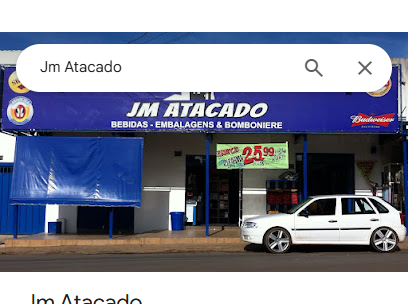 Jm Atacado
JM ATACADO
BEBIDAS - EMBALAGENS & BOMBONIERE
Budweiser
25,99
Jm Atacado